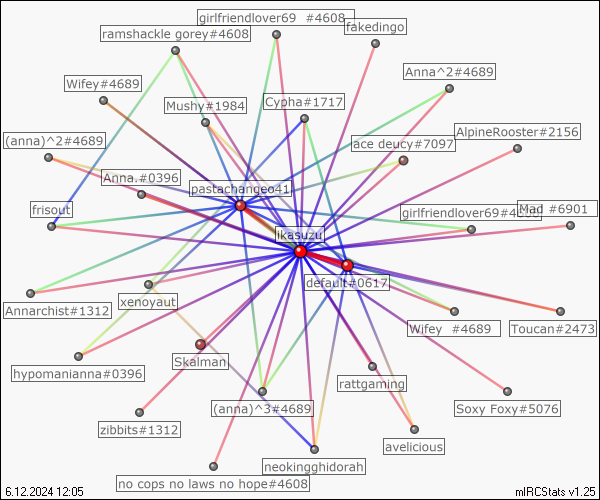 girlfriendlover69 #4608
ramshackle gorey#4608
fakedingo
Anna^2#4689
Wifey#4689
Mushy#1984
Cypha#1717
AlpineRooster#2156
(anna)^2#4689
ace deucy#7097
Anna.#0396
pastachangeo41
frisout
girlfriendlover69#4
Mad #6901
ikasuzu
default#0617
xenoyaut
Annarchist#1312
Wifey #4689
Toucan#2473
Skalman
hypomanianna#0396
rattgaming
(anna)^3#4689
Soxy Foxy#5076
zibbits#1312
avelicious
neokingghidorah
no cops no laws no hope#4608
6.12.2024 12:05
mIRCStats v1.25